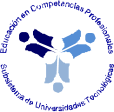 Educación en Competencias Profesionales
Subsistema de Universidades Tecnológicas